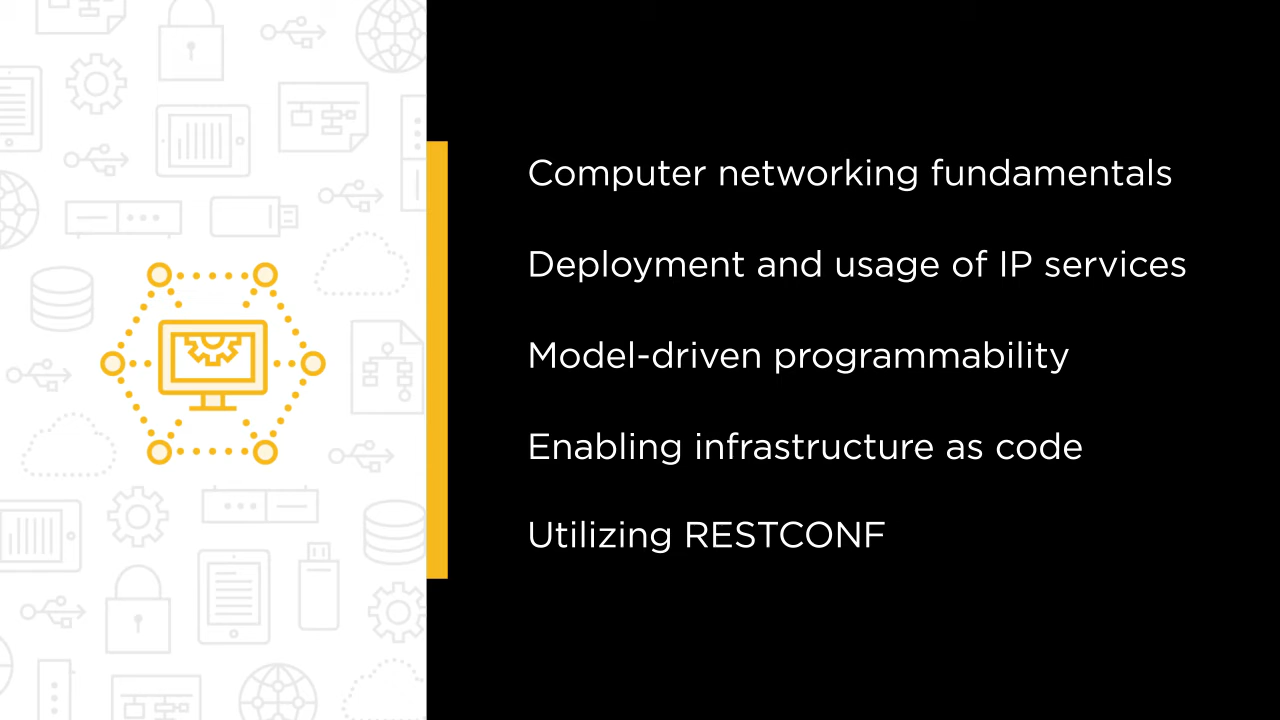 Computer networking fundamentals
Deployment and usage of IP services
Model-driven programmability
Enabling infrastructure as code
Utilizing RESTCONF